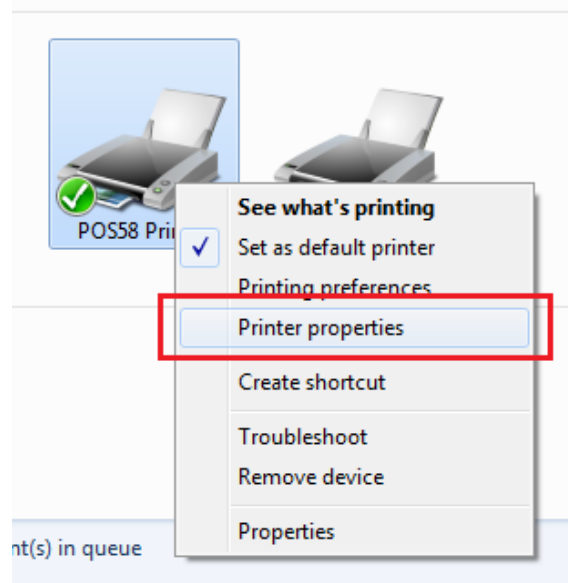 POS58 Pri
See what's printing
Set as default printer
Printing preferences
Printer properties
Create shortcut
Troubleshoot
Remove device
Properties
nt(s) in queue